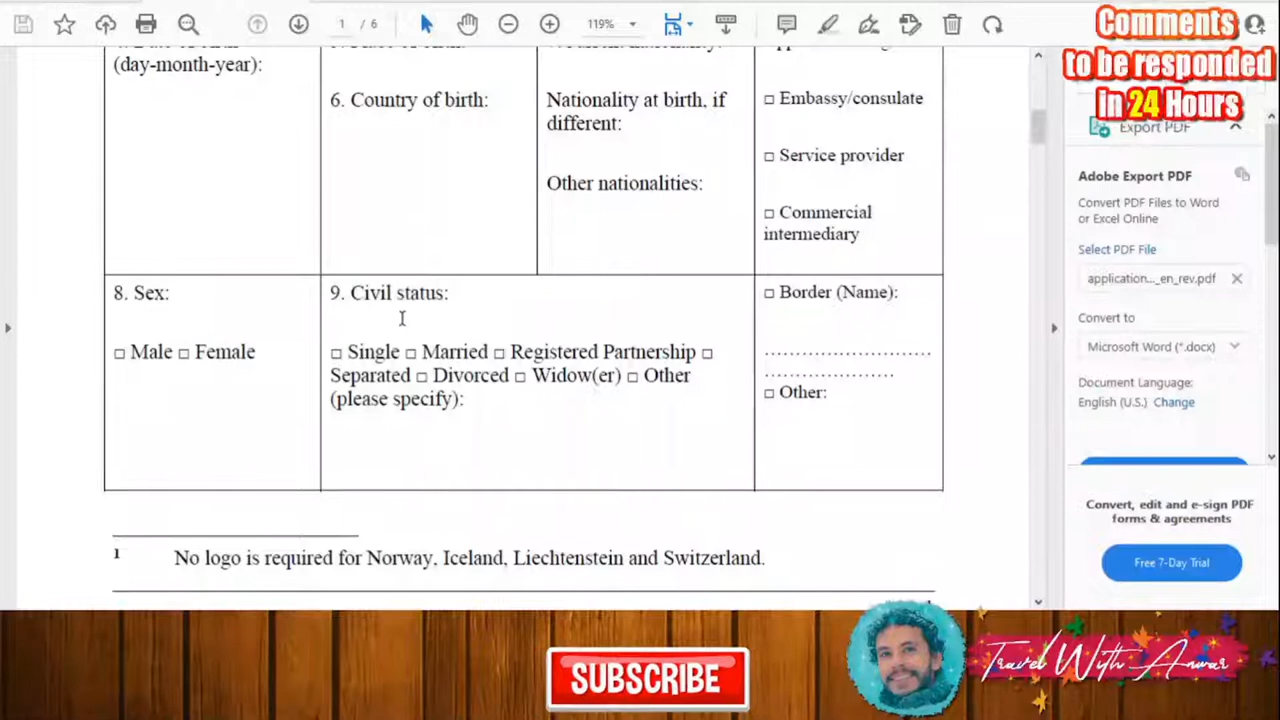 1 / 6
119%
Comments
to be responded
in 24 Hours
(day-month-year):
6. Country of birth:
Nationality at birth, if
different:
Other nationalities:
□ Embassy/consulate
□ Service provider
□ Commercial
intermediary
8. Sex:
□ Male □ Female
9. Civil status:
□ Single □ Married □ Registered Partnership □
Separated □ Divorced □ Widow(er) □ Other
(please specify):
□ Border (Name):
.............................
......................
□ Other:
1 No logo is required for Norway, Iceland, Liechtenstein and Switzerland.
Export PDF
Adobe Export PDF
Convert PDF Files to Word
or Excel Online
Select PDF File
application..._en_rev.pdf
Convert to
Microsoft Word (*.docx)
Document Language:
English (U.S.) Change
Convert, edit and e-sign PDF
forms & agreements
Free 7-Day Trial
SUBSCRIBE
Travel With Anwar